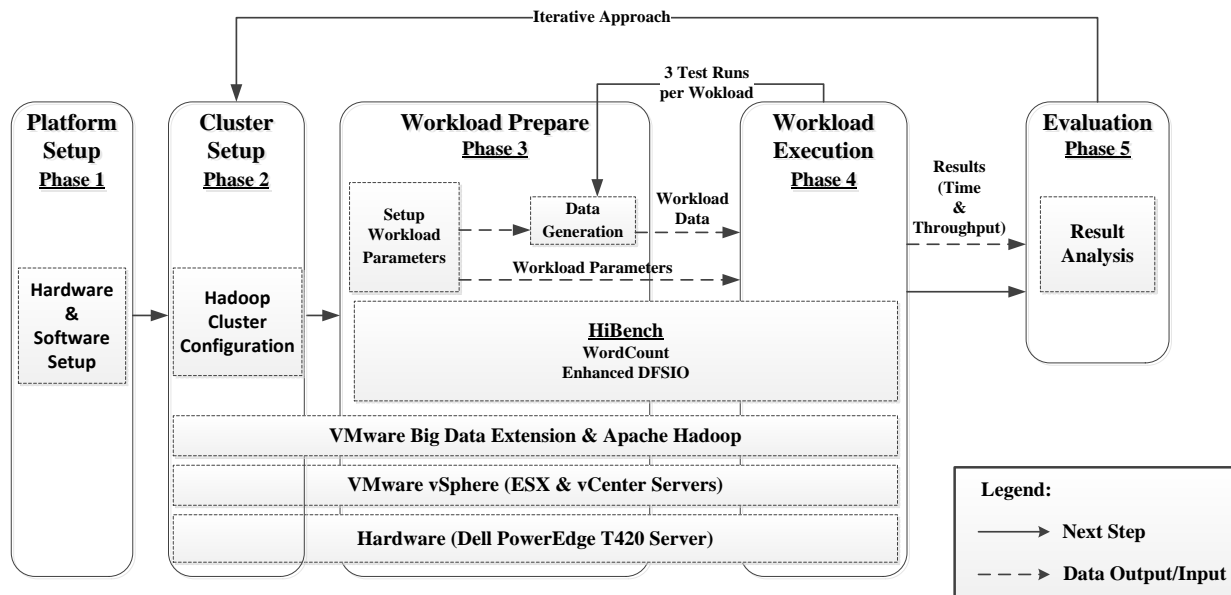 Iterative Approach
3 Test Runs
per Wokload
Platform
Setup
Phase 1
Cluster
Setup
Phase 2
Workload Prepare
Phase 3
Workload
Execution
Phase 4
Evaluation
Phase 5
Setup
Workload
Parameters
Data
Generation
Workload
Data
Workload Parameters
Results
(Time
&
Throughput)
Result
Analysis
Hardware
&
Software
Setup
Hadoop
Cluster
Configuration
HiBench
WordCount
Enhanced DFSIO
VMware Big Data Extension & Apache Hadoop
VMware vSphere (ESX & vCenter Servers)
Hardware (Dell PowerEdge T420 Server)
Legend:
Next Step
Data Output/Input